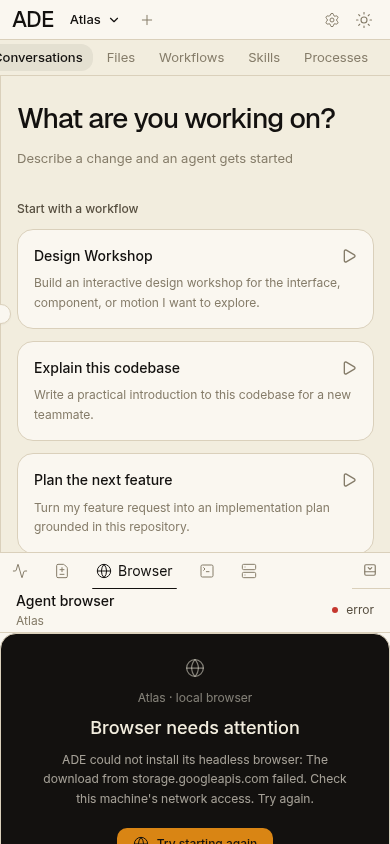 ADE Atlas
Conversations Files Workflows Skills Processes
What are you working on?
Describe a change and an agent gets started
Start with a workflow
Design Workshop
Build an interactive design workshop for the interface,
component, or motion I want to explore.
Explain this codebase
Write a practical introduction to this codebase for a new
teammate.
Plan the next feature
Turn my feature request into an implementation plan
grounded in this repository.
Browser
Agent browser
Atlas
error
Atlas · local browser
Browser needs attention
ADE could not install its headless browser: The
download from storage.googleapis.com failed. Check
this machine's network access. Try again.
Try starting again